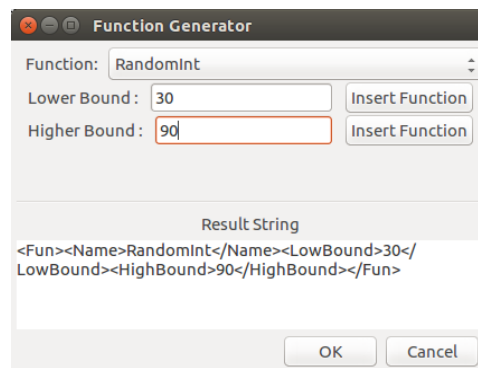 Function Generator
Function: RandomInt
Lower Bound : 30 Insert Function
Higher Bound : 90 Insert Function
Result String
<Fun><Name>RandomInt</Name><LowBound>30</
LowBound><HighBound>90</HighBound></Fun>
OK Cancel